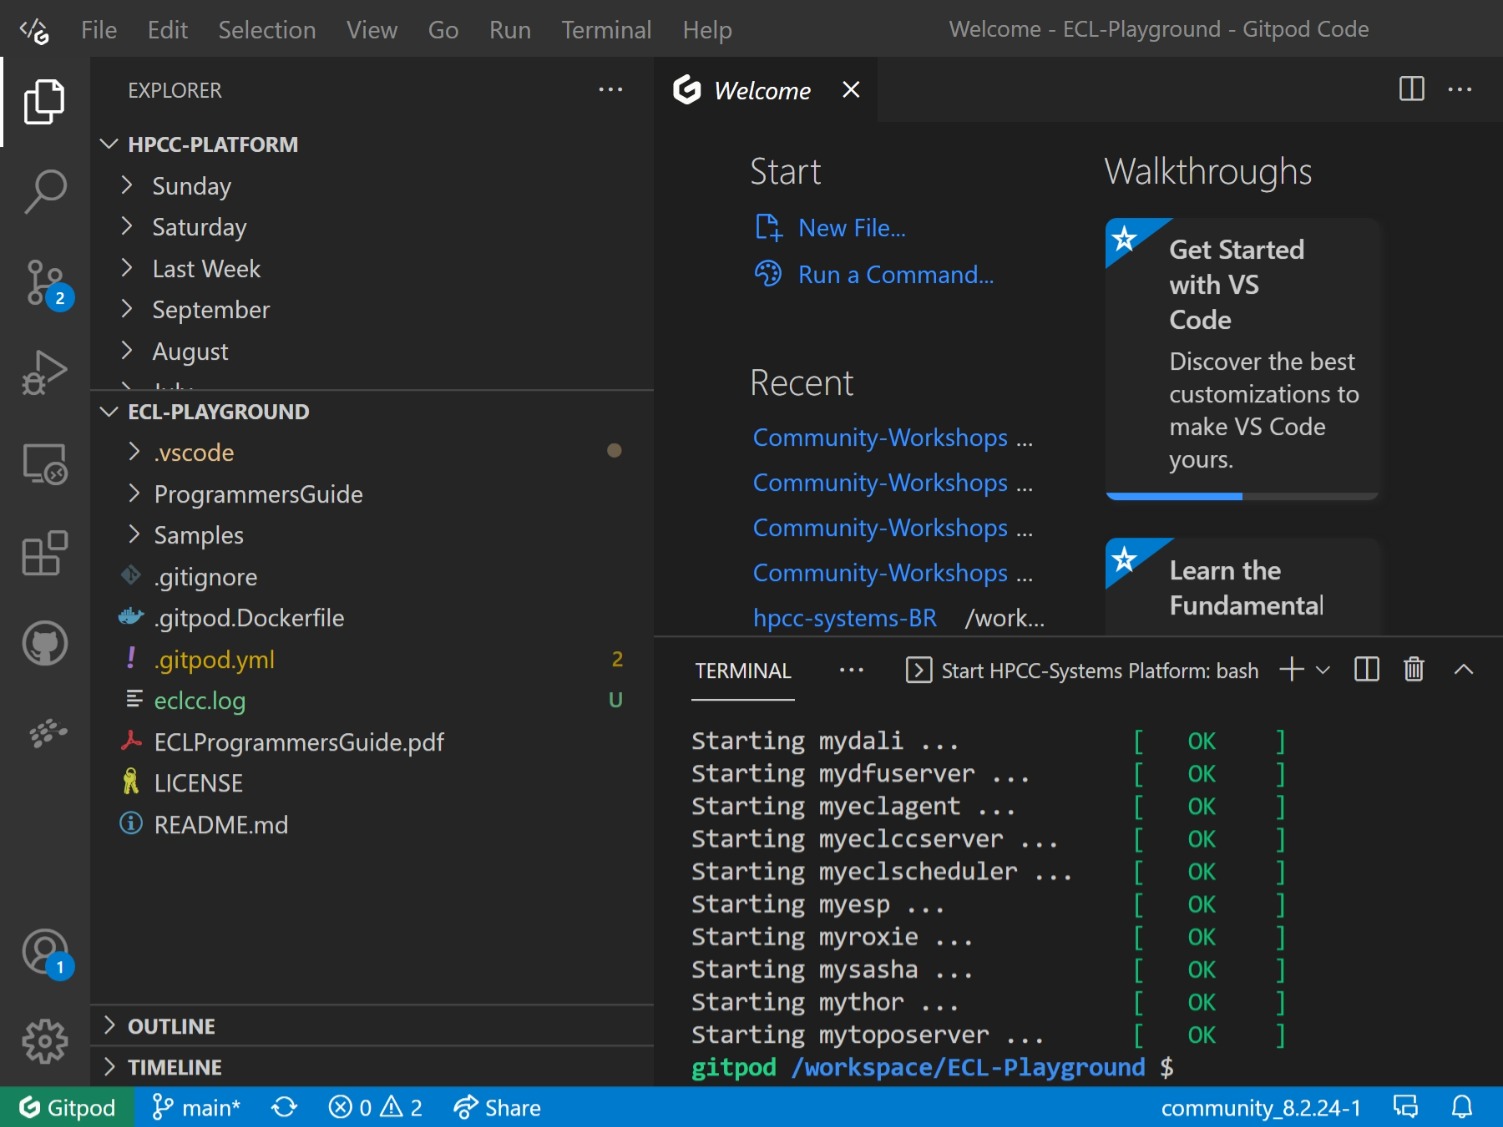 File Edit Selection View Go Run Terminal Help Welcome - ECL-Playground - Gitpod Code
EXPLORER
HPCC-PLATFORM
Sunday
Saturday
Last Week
September
August
ECL-PLAYGROUND
.vscode
ProgrammersGuide
Samples
.gitignore
.gitpod.Dockerfile
.gitpod.yml 2
eclcc.log U
ECLProgrammersGuide.pdf
LICENSE
README.md
OUTLINE
TIMELINE
2
1
Welcome
Start
New File...
Run a Command...
Recent
Community-Workshops ...
Community-Workshops ...
Community-Workshops ...
Community-Workshops ...
hpcc-systems-BR /work...
Walkthroughs
Get Started
with VS
Code
Discover the best
customizations to
make VS Code
yours.
Learn the
Fundamental
TERMINAL ... Start HPCC-Systems Platform: bash
Starting mydali ... [ OK ]
Starting mydfuserver ... [ OK ]
Starting myeclagent ... [ OK ]
Starting myeclccserver ... [ OK ]
Starting myeclscheduler ... [ OK ]
Starting myesp ... [ OK ]
Starting myroxie ... [ OK ]
Starting mysasha ... [ OK ]
Starting mythor ... [ OK ]
Starting mytoposerver ... [ OK ]
gitpod /workspace/ECL-Playground $
Gitpod main* 0 2 Share community_8.2.24-1